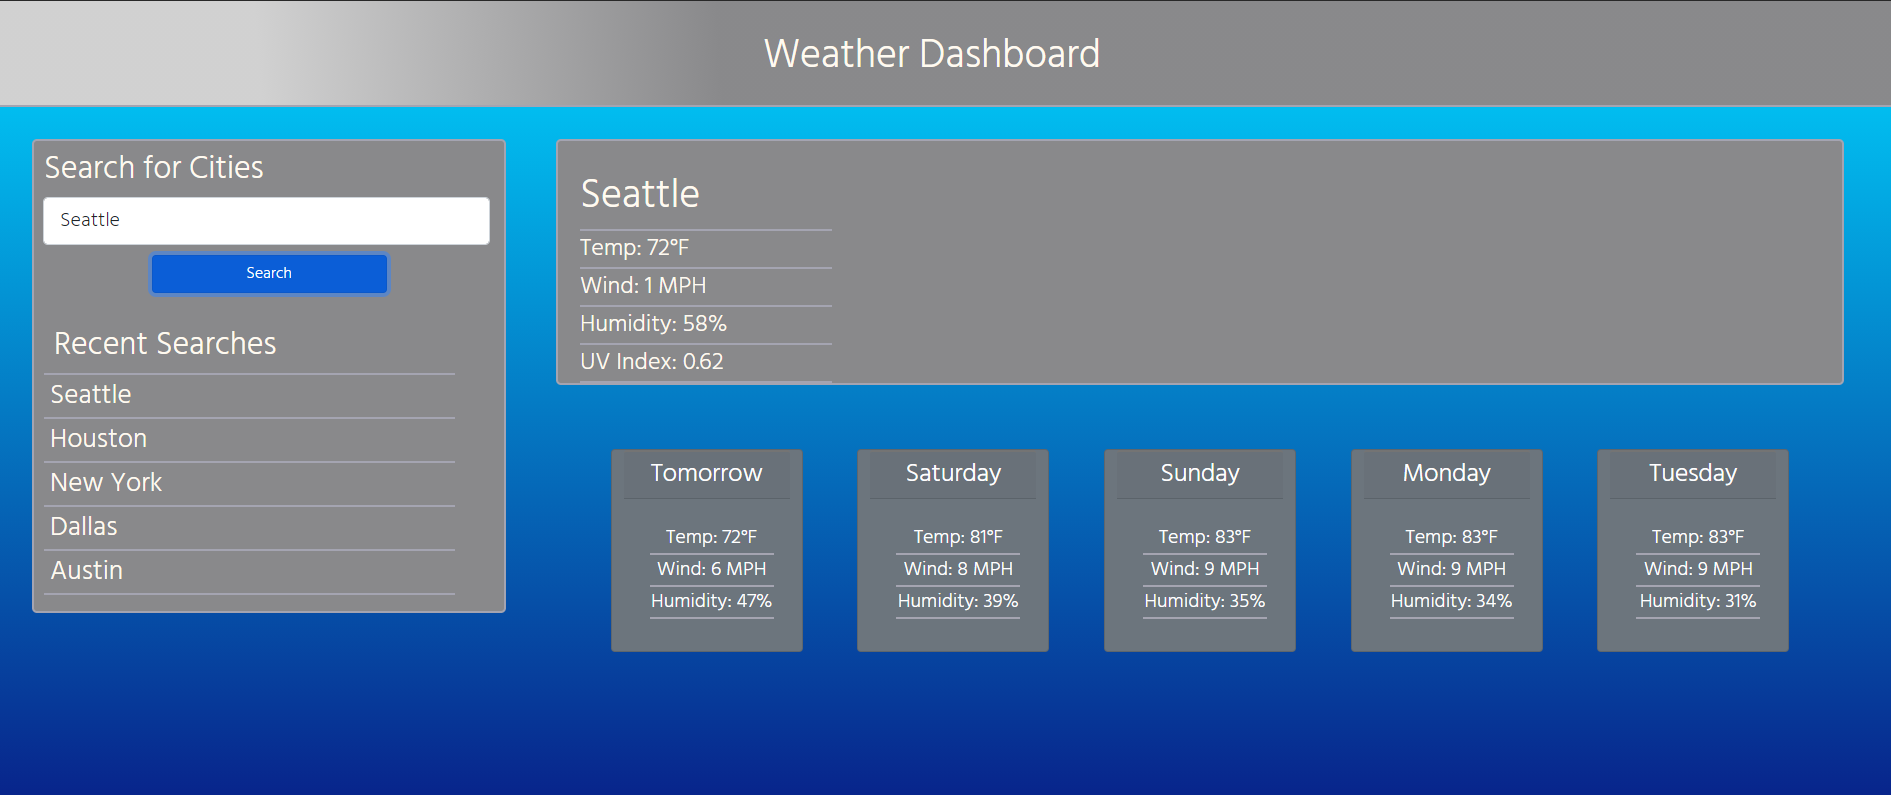 Weather Dashboard
Search for Cities
Seattle
Search
Recent Searches
Seattle
Houston
New York
Dallas
Austin
Seattle
Temp: 72°F
Wind: 1 MPH
Humidity: 58%
UV Index: 0.62
Tomorrow
Temp: 72°F
Wind: 6 MPH
Humidity: 47%
Saturday
Temp: 81°F
Wind: 8 MPH
Humidity: 39%
Sunday
Temp: 83°F
Wind: 9 MPH
Humidity: 35%
Monday
Temp: 83°F
Wind: 9 MPH
Humidity: 34%
Tuesday
Temp: 83°F
Wind: 9 MPH
Humidity: 31%